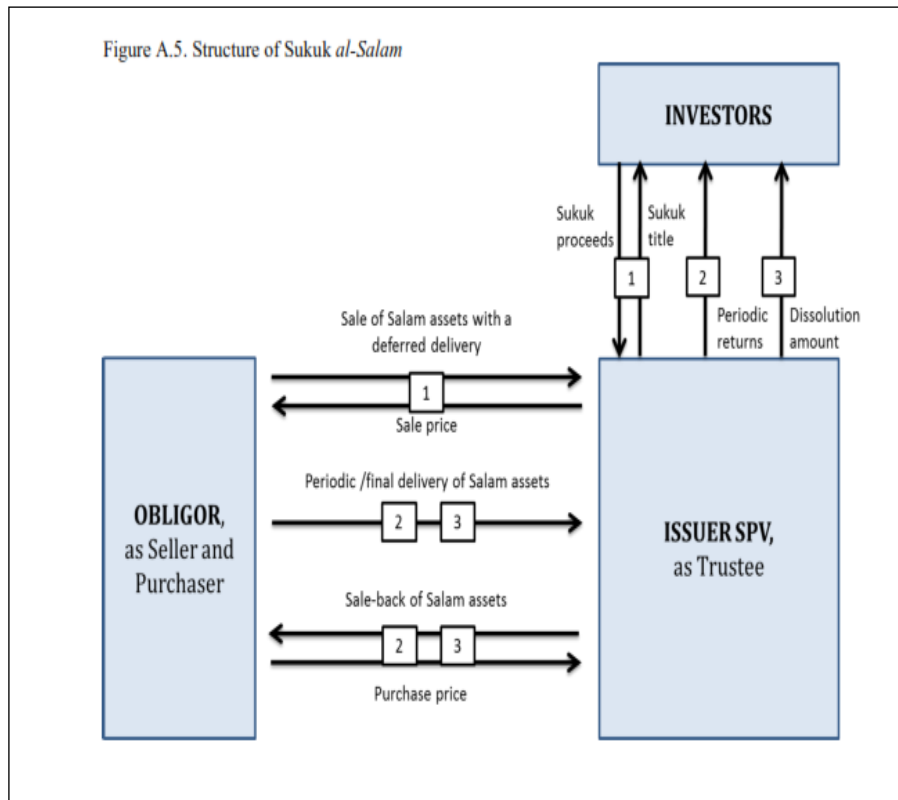 Figure A.5. Structure of Sukuk al-Salam
INVESTORS
Sukuk
proceeds
Sukuk
title
1
2
3
Periodic
returns
Dissolution
amount
Sale of Salam assets with a
deferred delivery
1
Sale price
Periodic /final delivery of Salam assets
2
3
Sale-back of Salam assets
2
3
Purchase price
OBLIGOR,
as Seller and
Purchaser
ISSUER SPV,
as Trustee